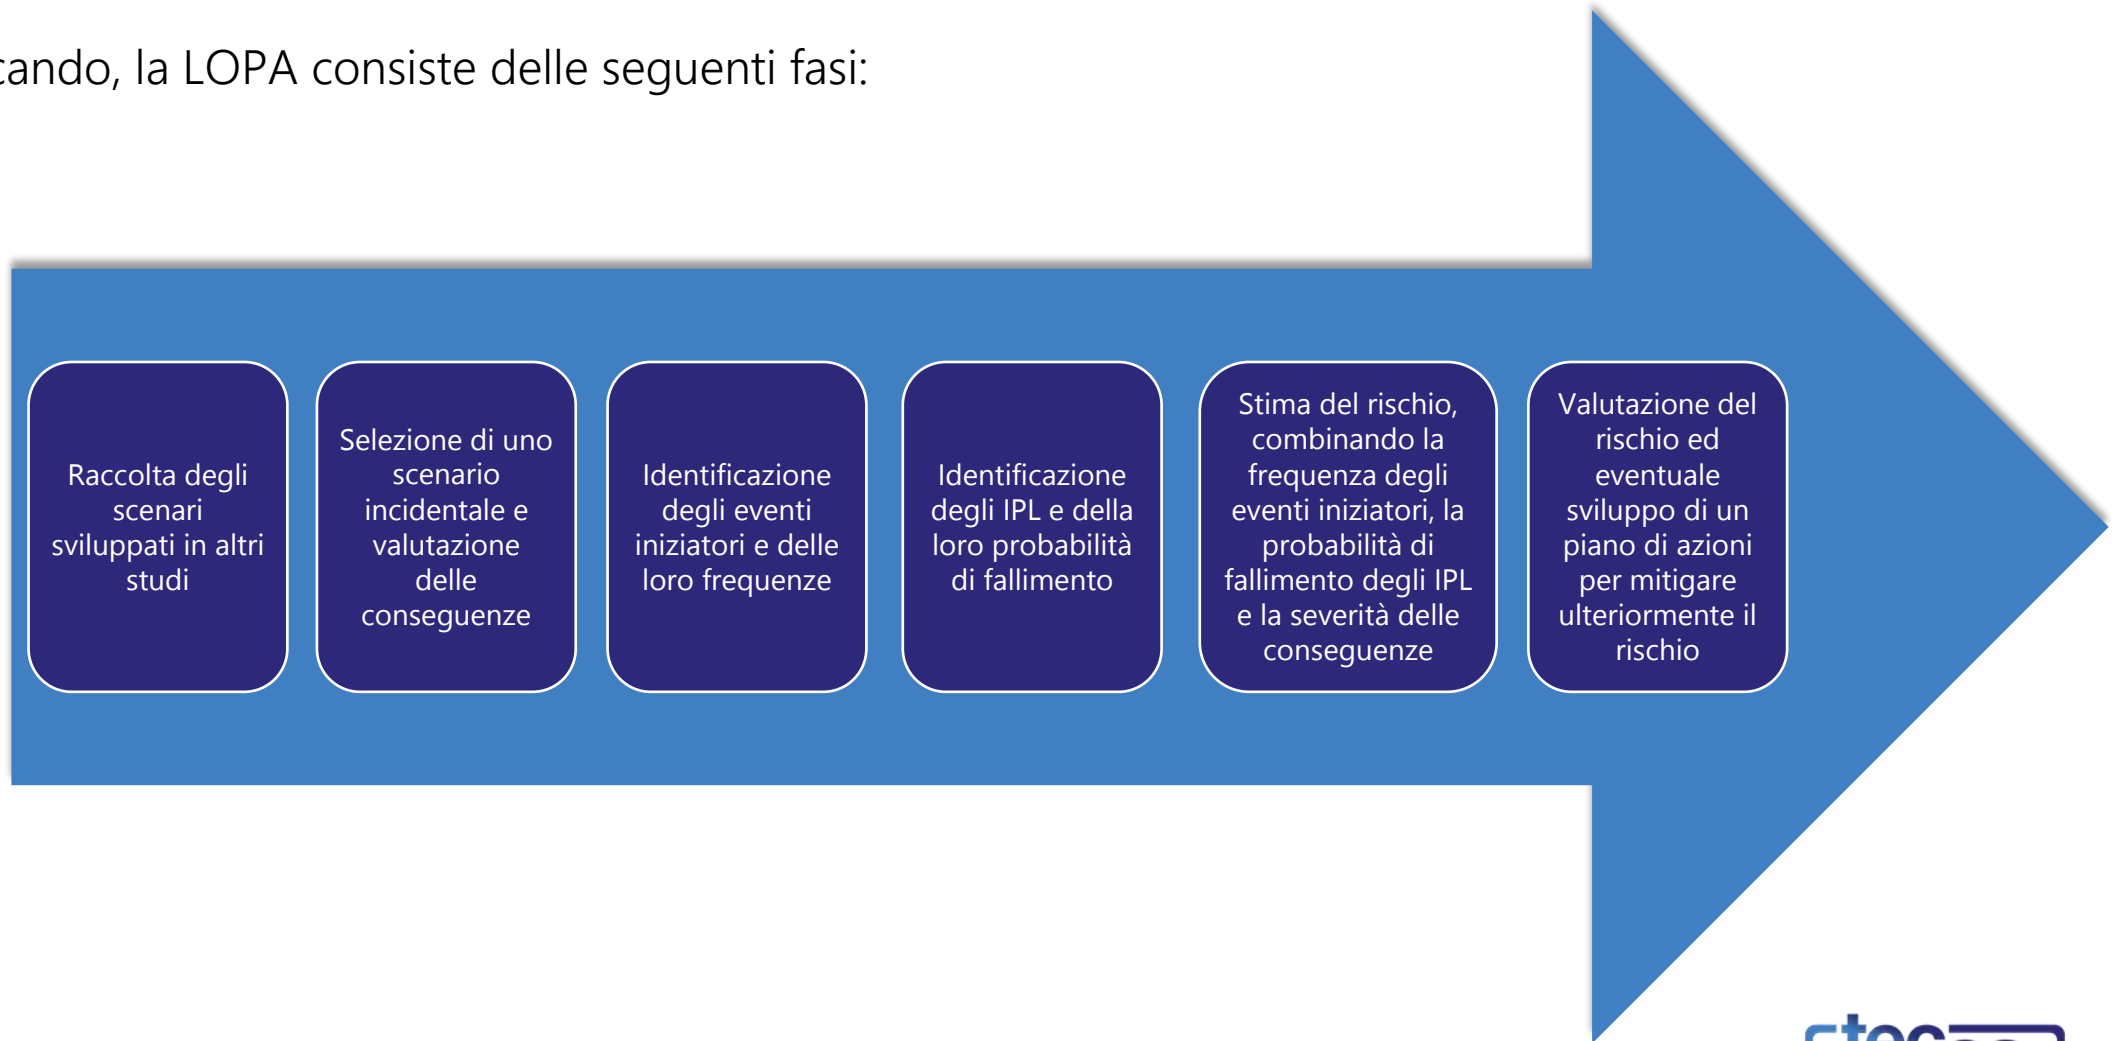 cando, la LOPA consiste delle seguenti fasi:
Raccolta degli
scenari
sviluppati in altri
studi
Selezione di uno
scenario
incidentale e
valutazione
delle
conseguenze
Identificazione
degli eventi
iniziatori e delle
loro frequenze
Identificazione
degli IPL e della
loro probabilità
di fallimento
Stima del rischio,
combinando la
frequenza degli
eventi iniziatori, la
probabilità di
fallimento degli IPL
e la severità delle
conseguenze
Valutazione del
rischio ed
eventuale
sviluppo di un
piano di azioni
per mitigare
ulteriormente il
rischio